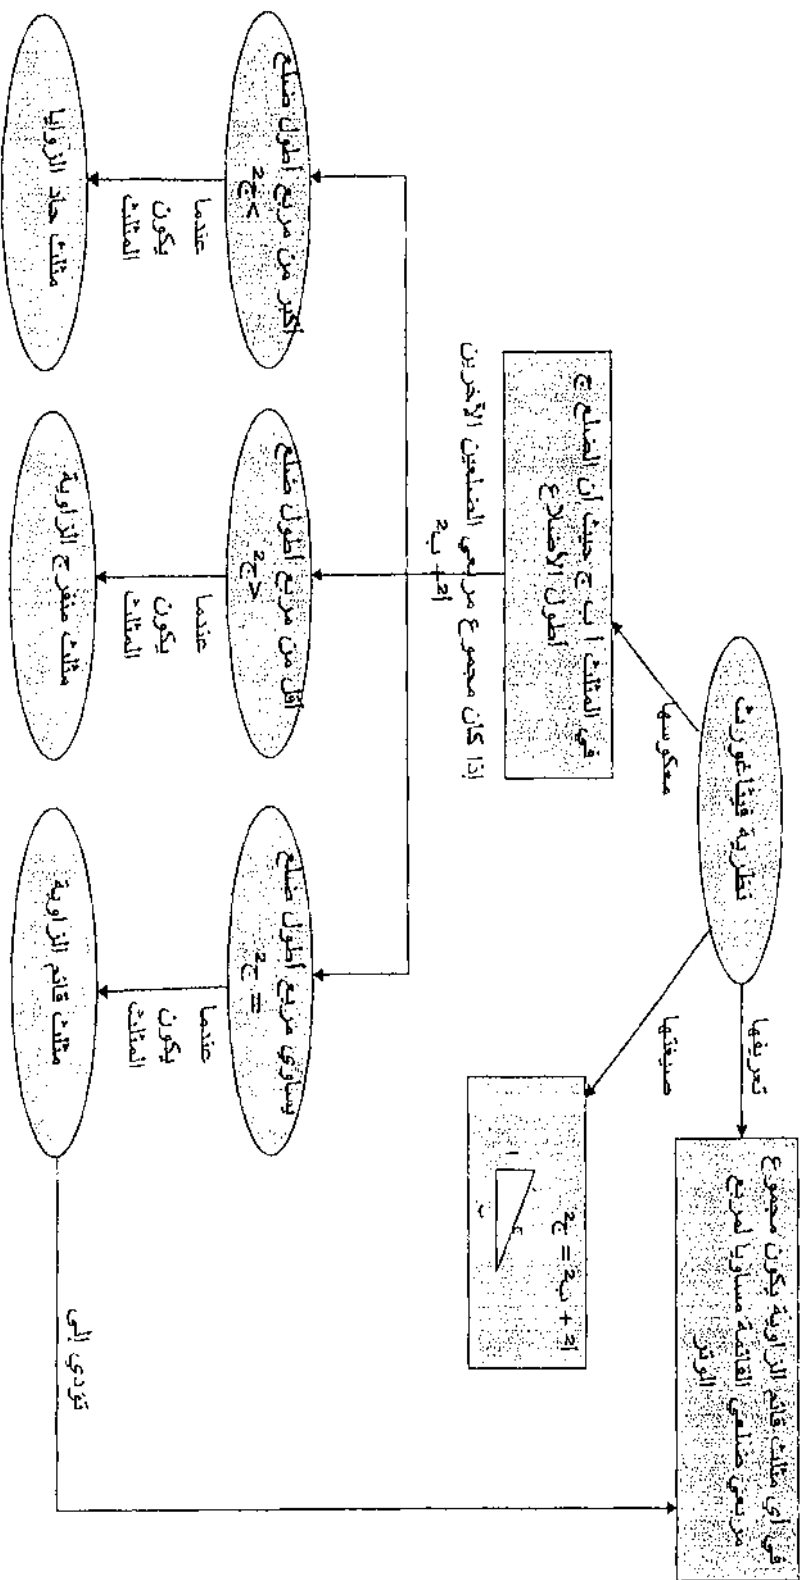 نظرية فيثاغورث
تعريفها
في أي مثلث قائم الزاوية يكون مجموع
مربعي ضلعي القائمة مساويا لمربع
الوتر
صيغتها
أ² + ب² = ج²
أ
ج
ب
معكوسها
في المثلث أ ب ج حيث إن الضلع ج
أطول الأضلاع
إذا كان مجموع مربعي الضلعين الآخرين
أ² + ب²
يساوي مربع أطول ضلع
= ج²
أقل من مربع أطول ضلع
<ج²
أكبر من مربع أطول ضلع
>ج²
عندما
يكون
المثلث
عندما
يكون
المثلث
عندما
يكون
المثلث
مثلث قائم الزاوية
مثلث منفرج الزاوية
مثلث حاد الزوايا
تؤدي إلى